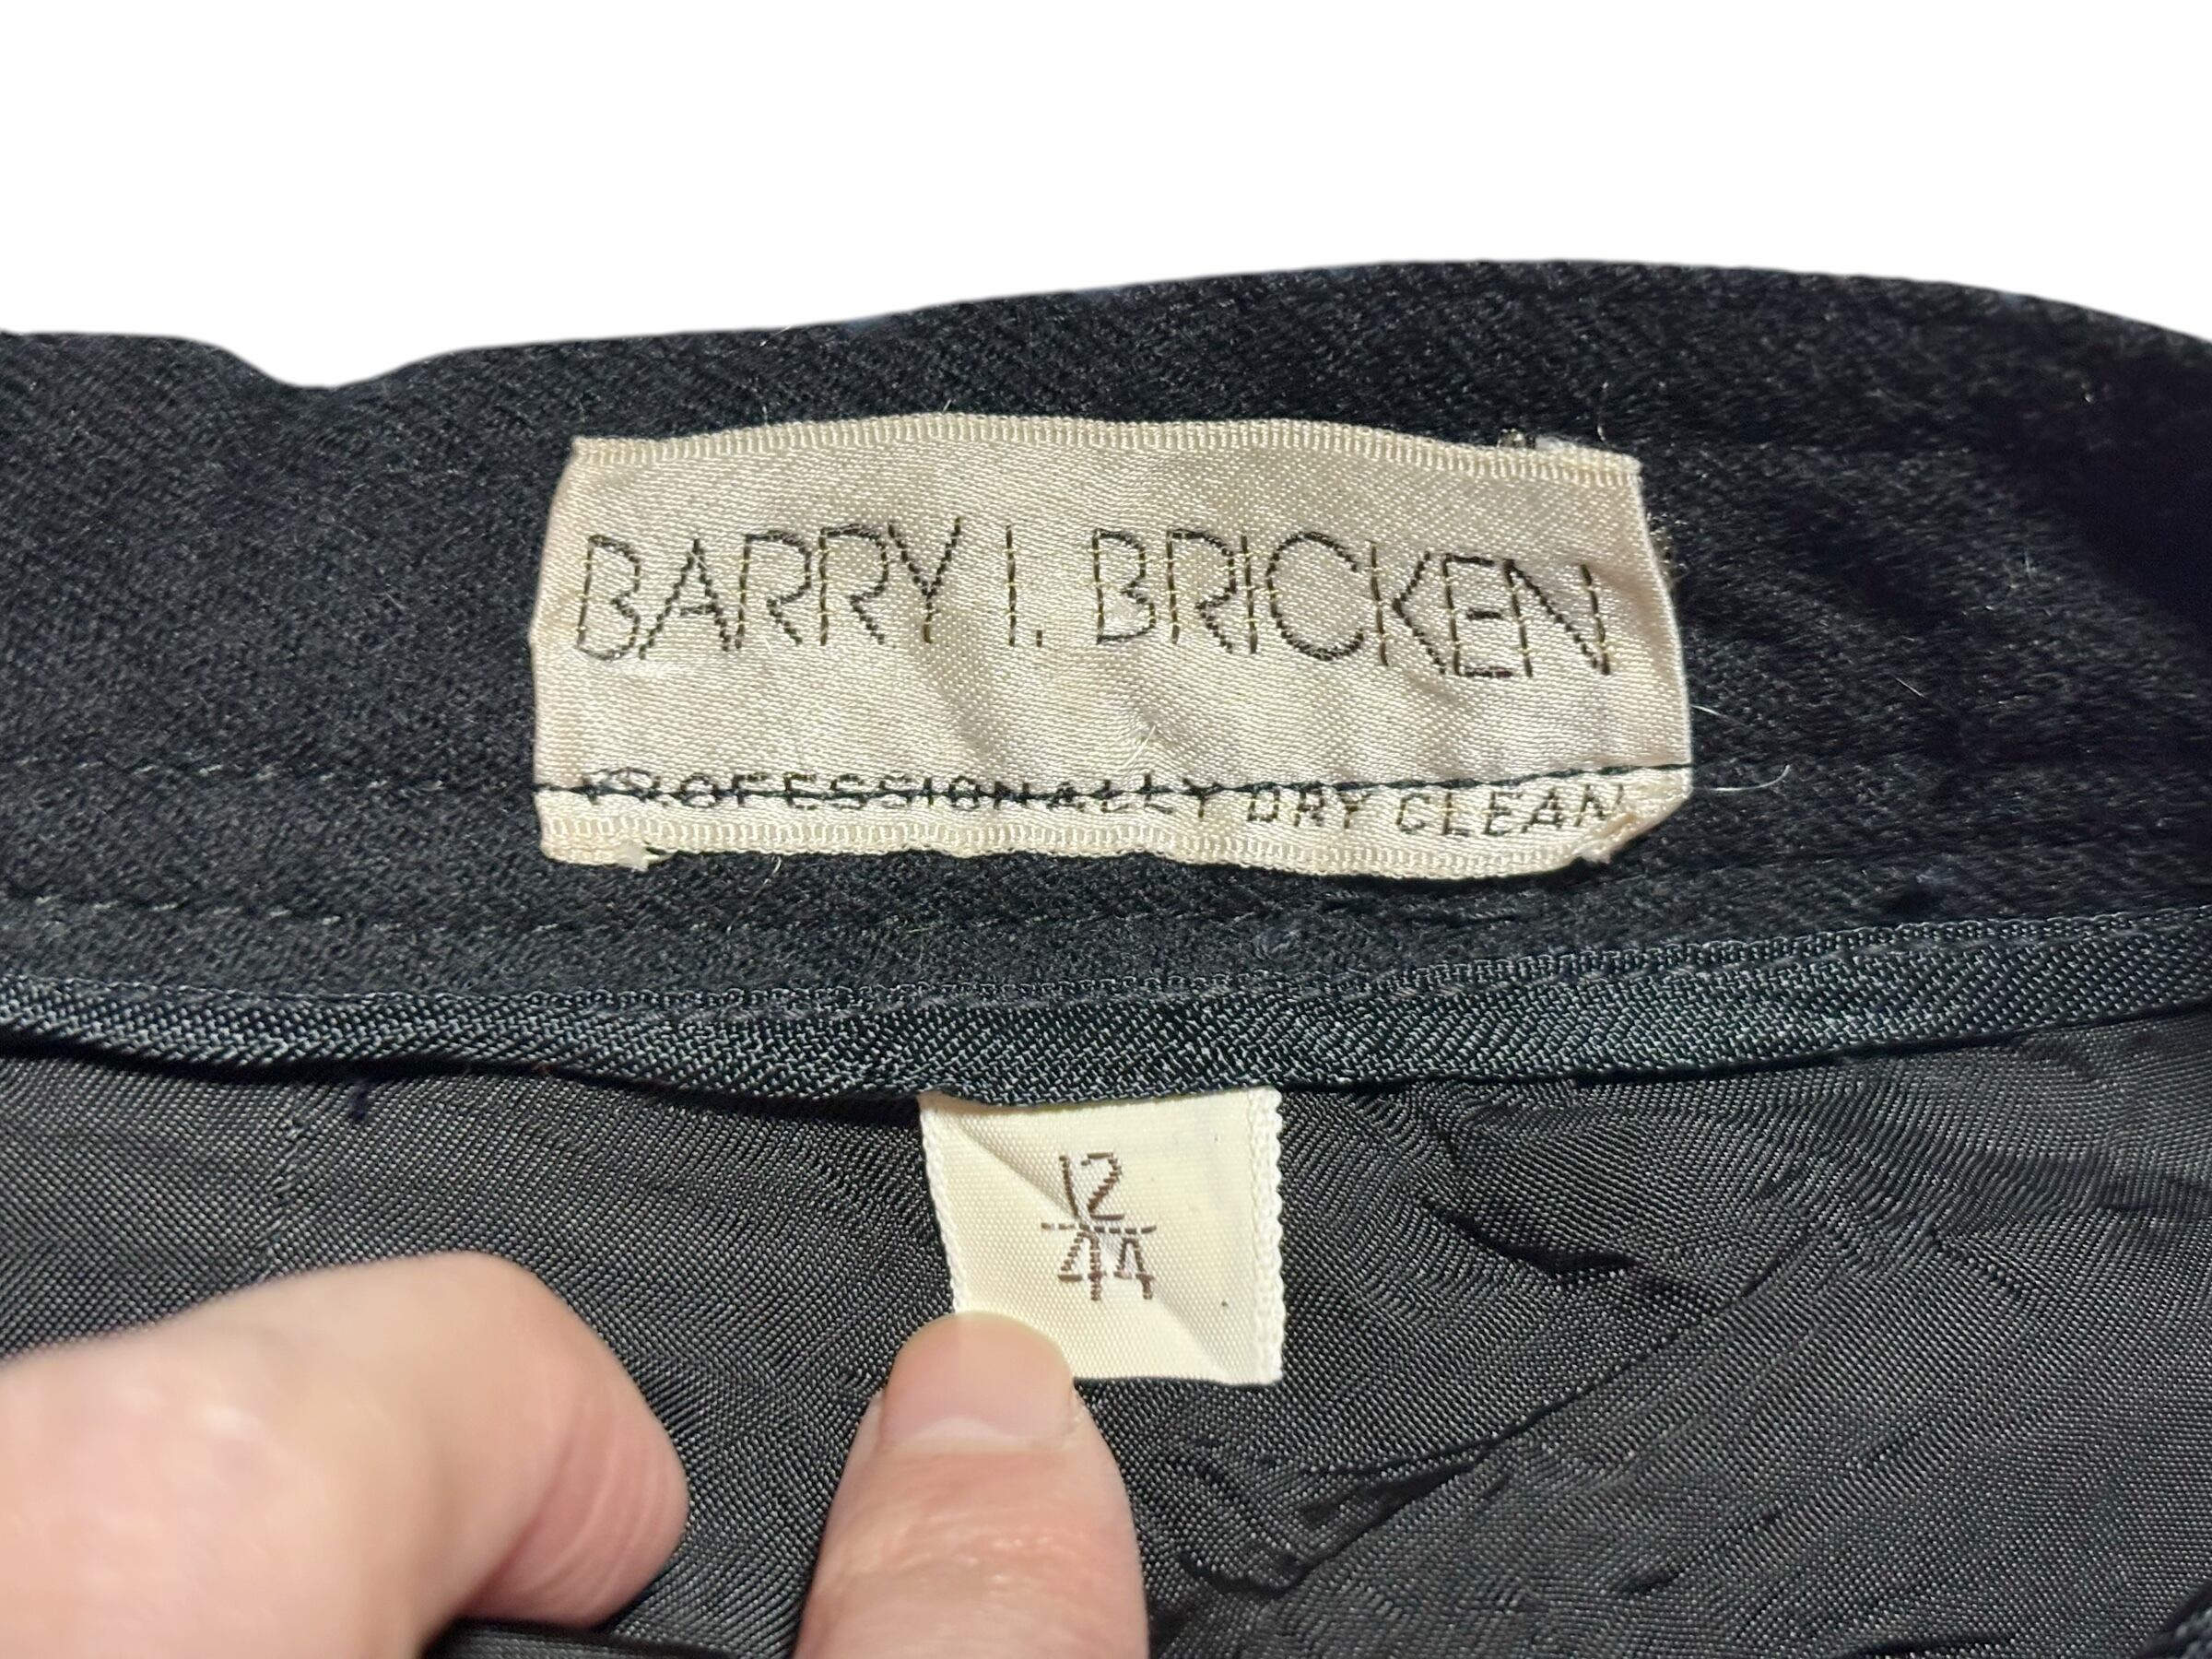 BARRY I. BRICKEN
PROFESSIONALLY DRY CLEAN
12
44